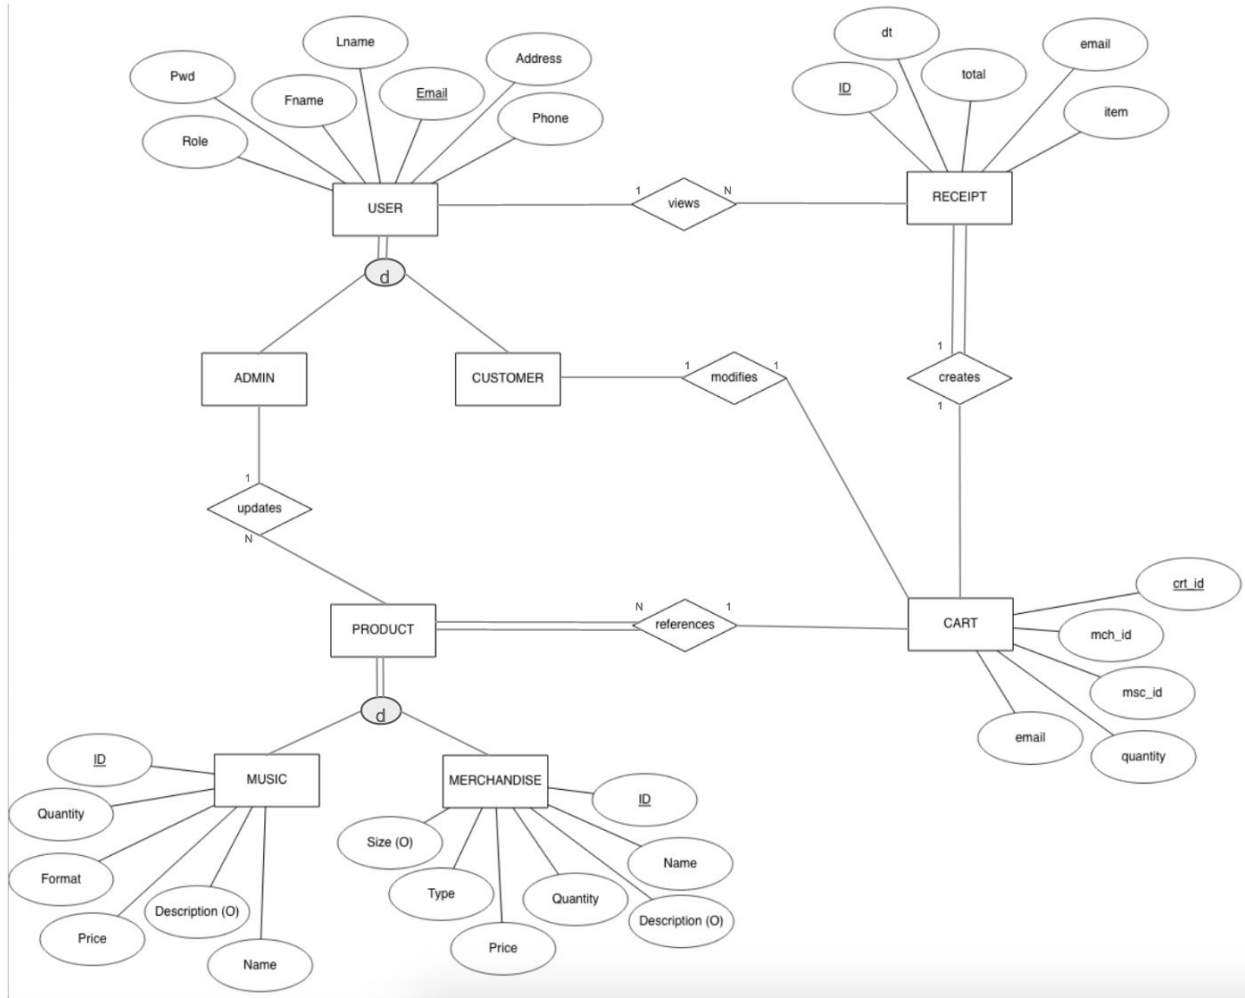 Lname
dt
email
Pwd
Address
total
Fname
Email
ID
Phone
item
Role
USER
1
views
N
RECEIPT
d
1
ADMIN
CUSTOMER
1
modifies
1
creates
1
1
updates
N
crt_id
PRODUCT
N
references
1
CART
mch_id
msc_id
d
email
quantity
ID
MUSIC
MERCHANDISE
ID
Quantity
Size (O)
Name
Format
Type
Quantity
Description (O)
Description (O)
Price
Price
Name